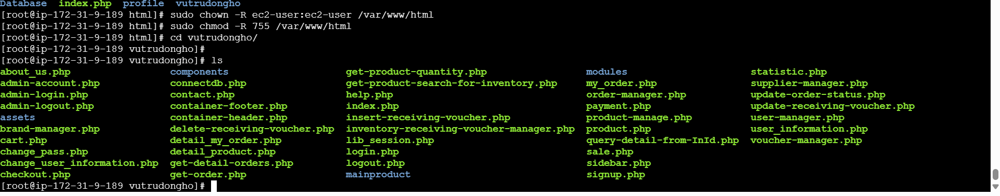 Database  index.php  profile  vutrudongho
[root@ip-172-31-9-189 html]# sudo chown -R ec2-user:ec2-user /var/www/html
[root@ip-172-31-9-189 html]# sudo chmod -R 755 /var/www/html
[root@ip-172-31-9-189 html]# cd vutrudongho/
[root@ip-172-31-9-189 vutrudongho]#
[root@ip-172-31-9-189 vutrudongho]# ls
about_us.php  components  get-product-quantity.php  modules  statistic.php
admin-account.php  connectdb.php  get-product-search-for-inventory.php  my_order.php  supplier-manager.php
admin-login.php  contact.php  help.php  order-manager.php  update-order-status.php
admin-logout.php  container-footer.php  index.php  payment.php  update-receiving-voucher.php
assets  container-header.php  insert-receiving-voucher.php  product-manage.php  user-manager.php
brand-manager.php  delete-receiving-voucher.php  inventory-receiving-voucher-manager.php  product.php  user_information.php
cart.php  detail_my_order.php  lib_session.php  query-detail-from-InId.php  voucher-manager.php
change_pass.php  detail_product.php  login.php  sale.php
change_user_information.php  get-detail-orders.php  logout.php  sidebar.php
checkout.php  get-order.php  mainproduct  signup.php
[root@ip-172-31-9-189 vutrudongho]#